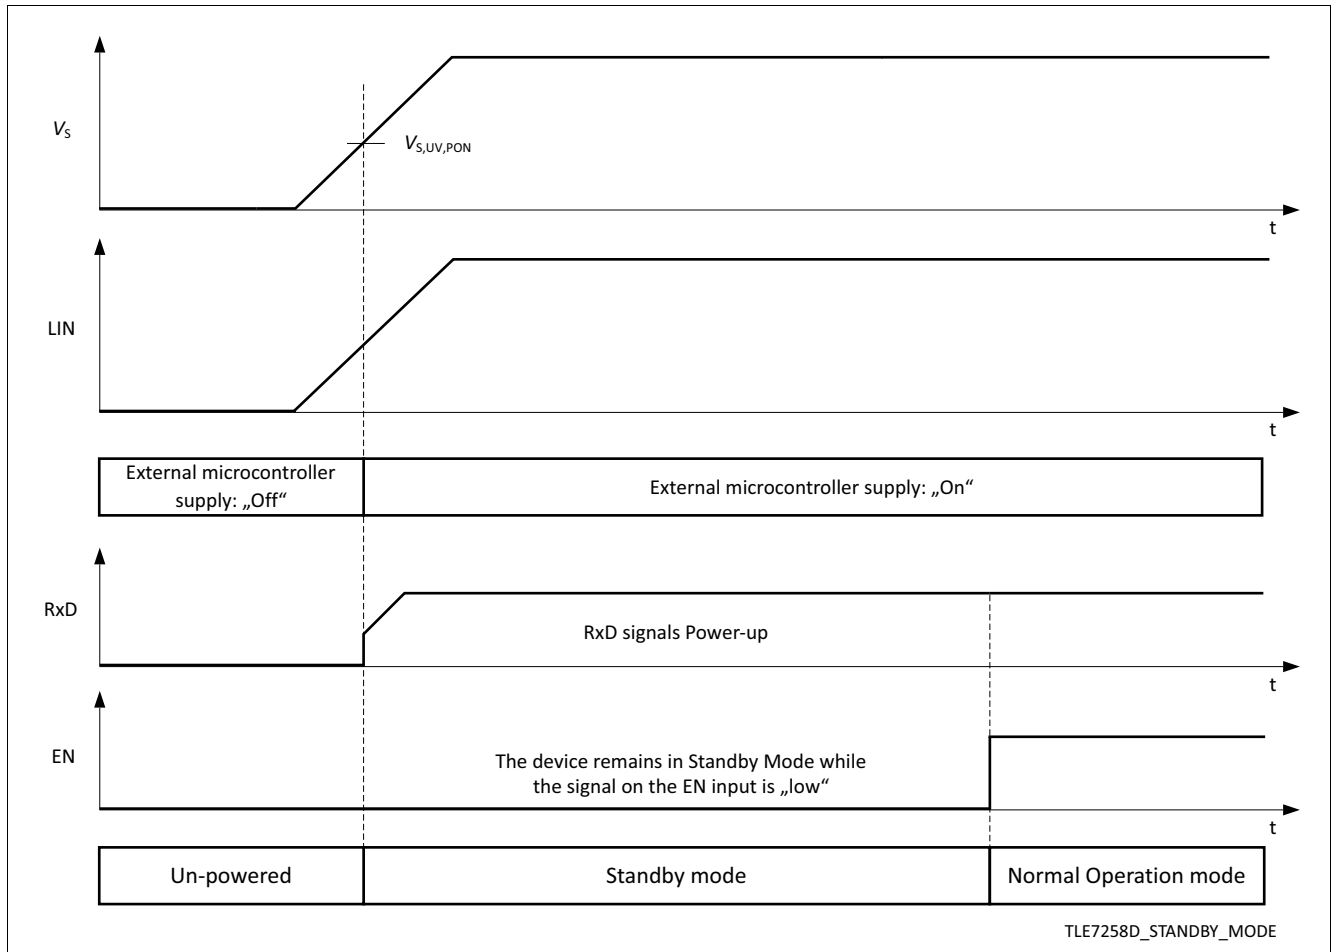 V_S
V_S,UV,PON
t
LIN
t
External microcontroller
supply: „Off“
External microcontroller supply: „On“
RxD
RxD signals Power-up
t
EN
The device remains in Standby Mode while
the signal on the EN input is „low“
t
Un-powered
Standby mode
Normal Operation mode
TLE7258D_STANDBY_MODE